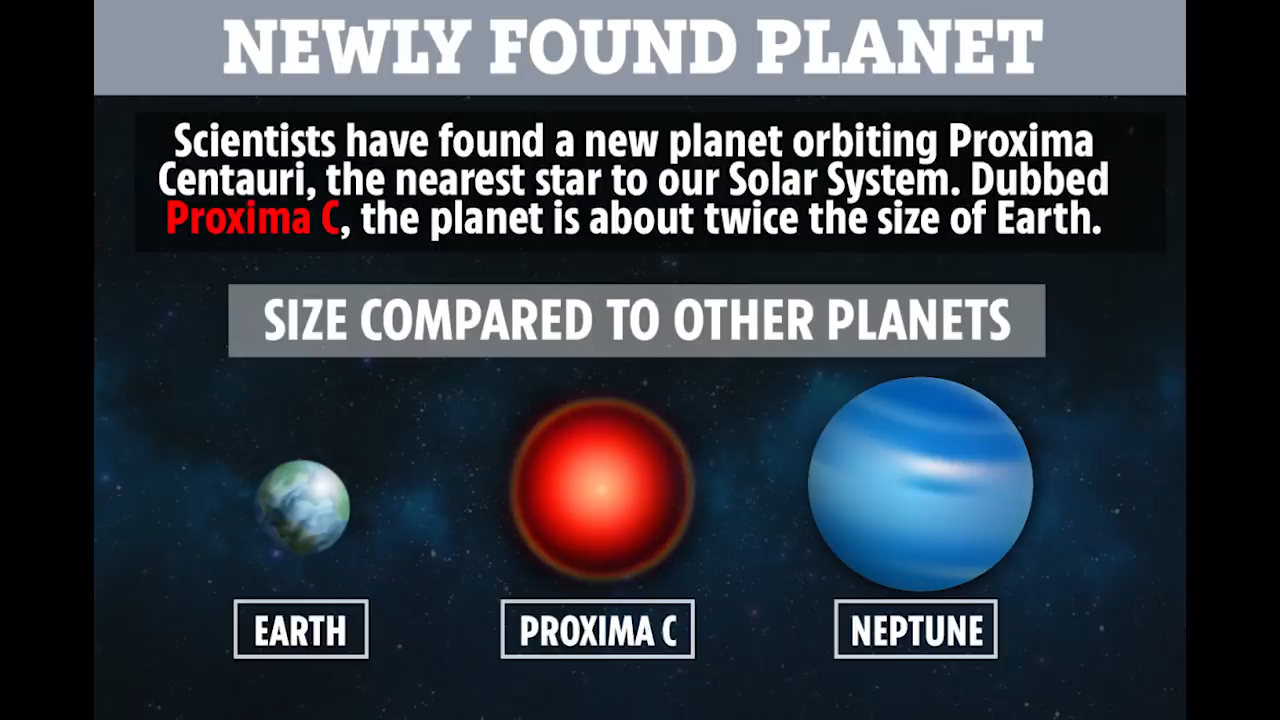 NEWLY FOUND PLANET
Scientists have found a new planet orbiting Proxima
Centauri, the nearest star to our Solar System. Dubbed
Proxima C, the planet is about twice the size of Earth.
SIZE COMPARED TO OTHER PLANETS
EARTH
PROXIMA C
NEPTUNE